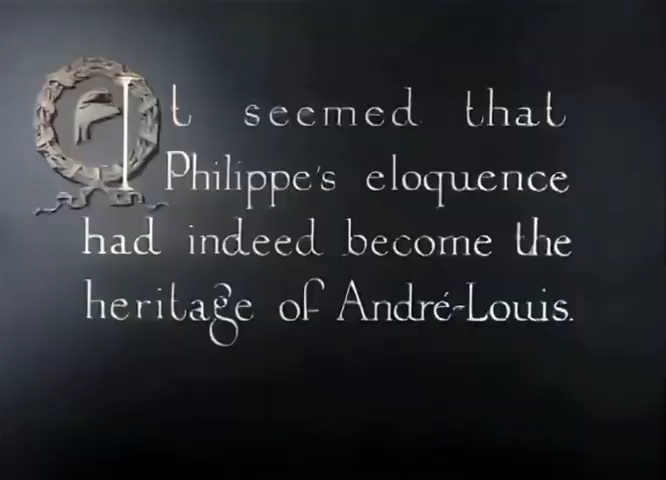 It seemed that
Philippe's eloquence
had indeed become the
heritage of André-Louis.